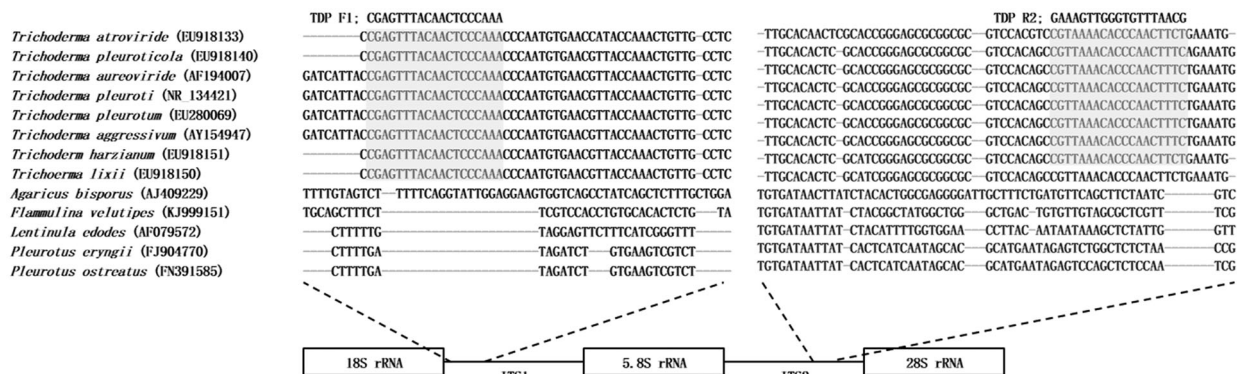 TDP F1; CGAGTTTACAACTCCCAAA TDP R2; GAAAGTTGGGTGTTTAACG
Trichoderma atroviride (EU918133) CCGAGTTTACAACTCCCAAACCCAATGTGAACCATACCAAACTGTTG-CCTC -TTGCACAACTCGCACCGGGAGCGCGGCGC--GTCCACGTCCGTAAAACACCCAACTTCTGAAATG-
Trichoderma pleuroticola (EU918140) CCGAGTTTACAACTCCCAAACCCAATGTGAACGTTACCAAACTGTTG-CCTC -TTGCACACTC-GCACCGGGAGCGCGGCGC--GTCCACAGCCGTTAAACACCCAACTTTCAGAAATG
Trichoderma aureoviride (AF194007) GATCATTACCGAGTTTACAACTCCCAAACCCAATGTGAACGTTACCAAACTGTTG-CCTC -TTGCACACTC-GCACCGGGAGCGCGGCGC--GTCCACAGCCGTTAAACACCCAACTTTCTGAAATG
Trichoderma pleuroti (NR_134421) GATCATTACCGAGTTTACAACTCCCAAACCCAATGTGAACGTTACCAAACTGTTG-CCTC -TTGCACACTC-GCACCGGGAGCGCGGCGC--GTCCACAGCCGTTAAACACCCAACTTTCTGAAATG
Trichoderma pleurotum (EU280069) GATCATTACCGAGTTTACAACTCCCAAACCCAATGTGAACGTTACCAAACTGTTG-CCTC -TTGCACACTC-GCACCGGGAGCGCGGCGC--GTCCACAGCCGTTAAACACCCAACTTTCTGAAATG
Trichoderma aggressivum (AY154947) GATCATTACCGAGTTTACAACTCCCAAACCCAATGTGAACGTTACCAAACTGTTG-CCTC -TTGCACACTC-GCACCGGGAGCGCGGCGC--GTCCACAGCCGTTAAACACCCAACTTTCTGAAATG
Trichoderm harzianum (EU918151) CCGAGTTTACAACTCCCAAACCCAATGTGAACGTTACCAAACTGTTG-CCTC -TTGCACACTC-GCATCGGGAGCGCGGCGC--GTCCACAGCCGTTAAACACCCAACTTCTGAAATG-
Trichoerma lixii (EU918150) CCGAGTTTACAACTCCCAAACCCAATGTGAACGTTACCAAACTGTTG-CCTC -TTGCACACTC-GCATCGGGAGCGCGGCGC--GTCCACAGCCGTTAAACACCCAACTTCTGAAATG-
Agaricus bisporus (AJ409229) TTTTGTAGTCT--TTTTCAGGTATTGGAGGAAGTGGTCAGCCTATCAGCTCTTTGCTGGA TGTGATAACTTATCTACACTGGCGAGGGGATTGCTTTCTGATGTTCAGCTTCTAATC----GTC
Flammulina velutipes (KJ999151) TGCAGCTTTCT----TCGTCCACCTGTGCACACTCTG---TA TGTGATAATTAT-CTACGGCTATGGCTGG---GCTGAC-TGTGTTGTAGCGCTCGTT----TCG
Lentinula edodes (AF079572) CTTTTTG----TAGGAGTTCTTTCATCGGGTTT CTGTGATAATTAT-CTACATTTTGGTGGAA---CCTTAC-AATAATAAAGCTCTATTG----GTT
Pleurotus eryngii (FJ904770) CTTTTGA----TAGATCT---GTGAAGTCGTCT TGTGATAATTAT-CACTCATCAATAGCAC---GCATGAATAGAGTCTGGCTCTCTAA----CCG
Pleurotus ostreatus (FN391585) CTTTTGA----TAGATCT---GTGAAGTCGTCT TGTGATAATTAT-CACTCATCAATAGCAC---GCATGAATAGAGTCCAGCTCTCCAA----TCG
18S rRNA 5.8S rRNA 28S rRNA